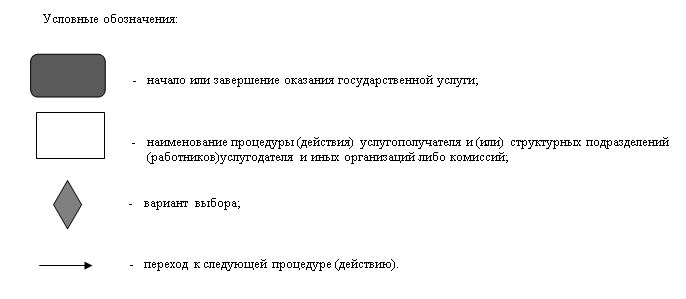 Условные обозначения:
- начало или завершение оказания государственной услуги;
- наименование процедуры (действия) услугополучателя и (или) структурных подразделений
(работников)услугодателя и иных организаций либо комиссий;
- вариант выбора;
- переход к следующей процедуре (действию).